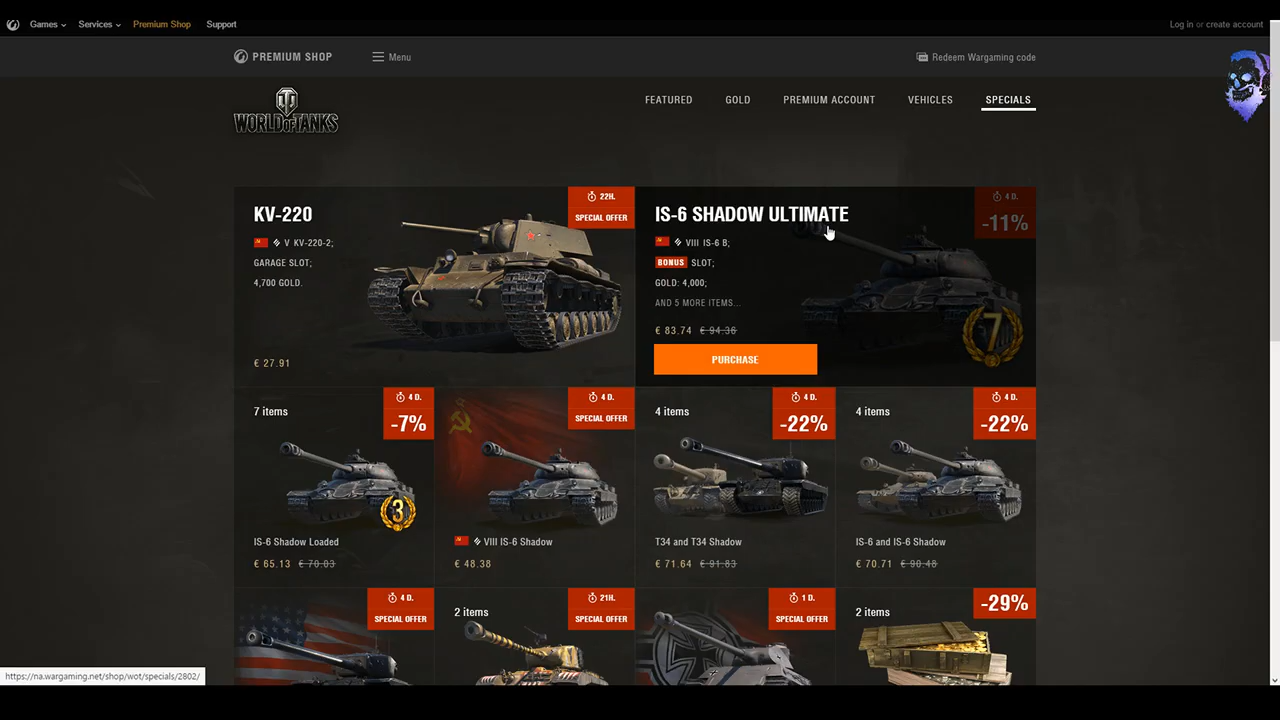 Games Services Premium Shop Support Log in or create account
PREMIUM SHOP Menu Redeem Wargaming code
WORLD OF TANKS
FEATURED GOLD PREMIUM ACCOUNT VEHICLES SPECIALS
KV-220
22H.
SPECIAL OFFER
V KV-220-2;
GARAGE SLOT;
4,700 GOLD.
€ 27.91
IS-6 SHADOW ULTIMATE
4 D.
-11%
VIII IS-6 B;
BONUS SLOT;
GOLD: 4,000;
AND 5 MORE ITEMS...
€ 83.74 € 94.36
PURCHASE
7
7 items
4 D.
-7%
3
IS-6 Shadow Loaded
€ 65.13 € 70.03
4 D.
SPECIAL OFFER
VIII IS-6 Shadow
€ 48.38
4 items
4 D.
-22%
T34 and T34 Shadow
€ 71.64 € 91.83
4 items
4 D.
-22%
IS-6 and IS-6 Shadow
€ 70.71 € 90.48
4 D.
SPECIAL OFFER
2 items
21H.
SPECIAL OFFER
1 D.
SPECIAL OFFER
2 items
-29%
https://na.wargaming.net/shop/wot/specials/2802/